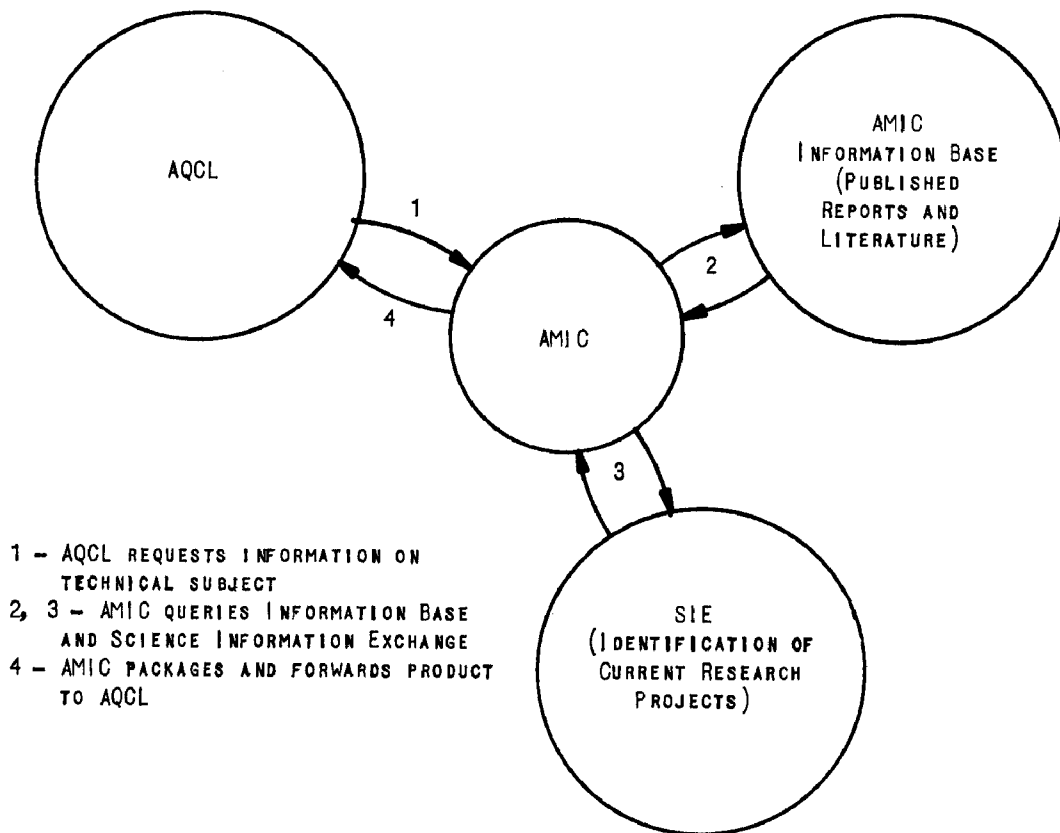 AQCL
AMIC
INFORMATION BASE
(PUBLISHED
REPORTS AND
LITERATURE)
1
2
4
AMIC
3
1 – AQCL REQUESTS INFORMATION ON
TECHNICAL SUBJECT
2, 3 – AMIC QUERIES INFORMATION BASE
AND SCIENCE INFORMATION EXCHANGE
4 – AMIC PACKAGES AND FORWARDS PRODUCT
TO AQCL
SIE
(IDENTIFICATION OF
CURRENT RESEARCH
PROJECTS)